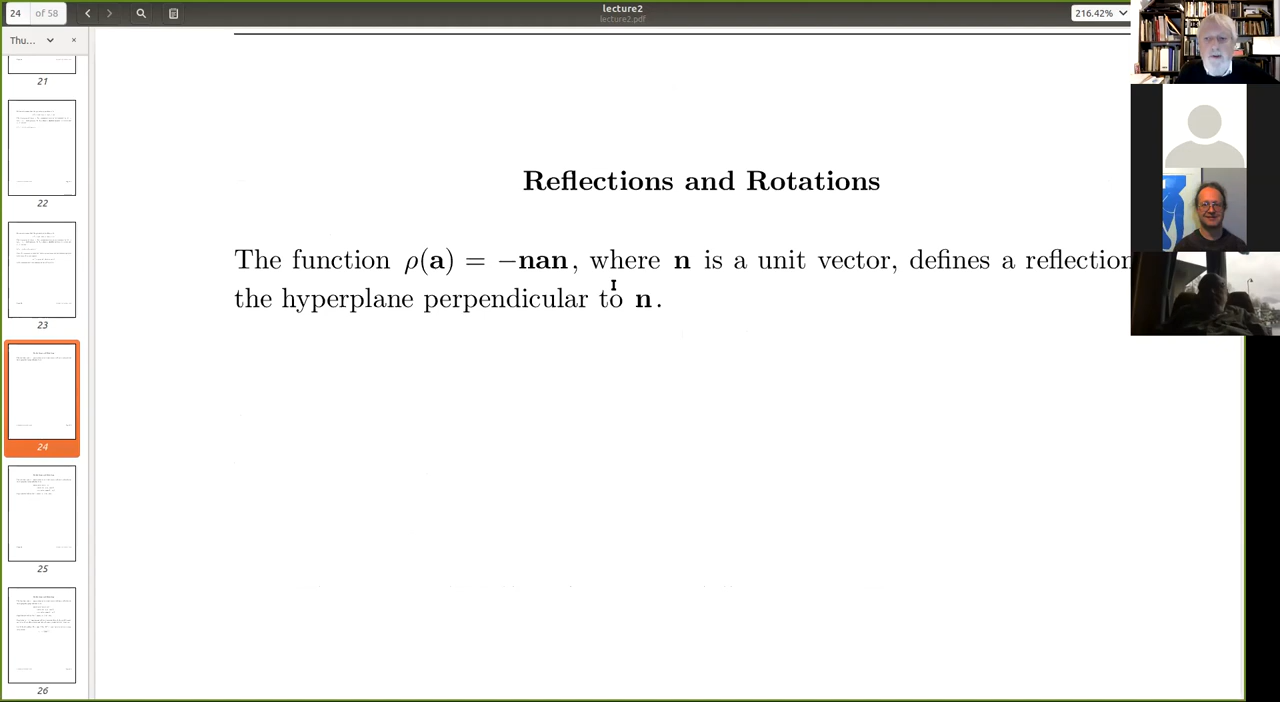 24 of 58
lecture2
lecture2.pdf
216.42%
Thu...
21
22
23
24
25
26
Reflections and Rotations
The function ρ(a) = −nan, where n is a unit vector, defines a reflection
the hyperplane perpendicular to n.